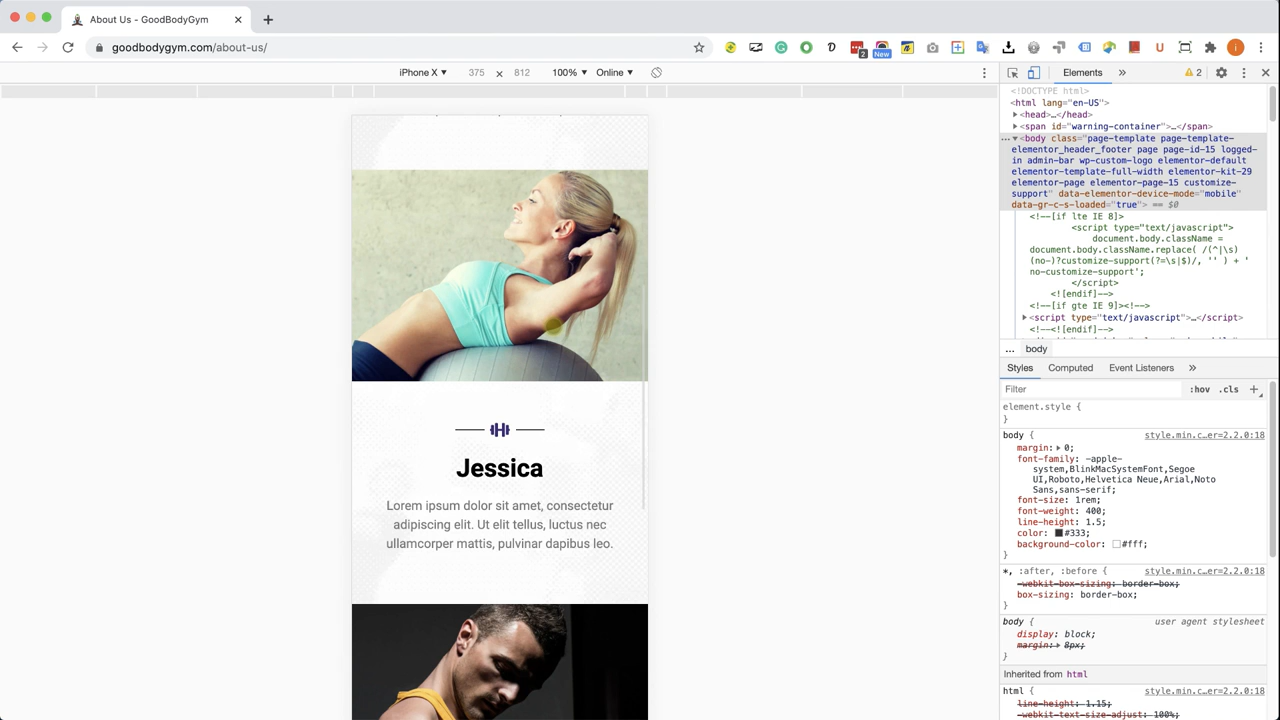 About Us - GoodBodyGym
goodbodygym.com/about-us/
2
New
i
iPhone X ▾ 375 × 812 100% ▾ Online ▾
Elements » 2
<!DOCTYPE html>
<html lang="en-US">
<head>…</head>
<span id="warning-container">…</span>
<body class="page-template page-template-
elementor_header_footer page page-id-15 logged-
in admin-bar wp-custom-logo elementor-default
elementor-template-full-width elementor-kit-29
elementor-page elementor-page-15 customize-
support" data-elementor-device-mode="mobile"
data-gr-c-s-loaded="true"> == $0
<!--[if lte IE 8]>
<script type="text/javascript">
document.body.className =
document.body.className.replace( /(^|\s)
(no-)?customize-support(?=\s|$)/, '' ) + '
no-customize-support';
</script>
<![endif]-->
<!--[if gte IE 9]><!-->
<script type="text/javascript">…</script>
<!--<![endif]-->
... body
Styles Computed Event Listeners »
Filter :hov .cls +
element.style {
}
body { style.min.c…er=2.2.0:18
margin: 0;
font-family: -apple-
system,BlinkMacSystemFont,Segoe
UI,Roboto,Helvetica Neue,Arial,Noto
Sans,sans-serif;
font-size: 1rem;
font-weight: 400;
line-height: 1.5;
color: #333;
background-color: #fff;
}
*, :after, :before { style.min.c…er=2.2.0:18
-webkit-box-sizing: border-box;
box-sizing: border-box;
}
body { user agent stylesheet
display: block;
margin: 8px;
}
Inherited from html
html { style.min.c…er=2.2.0:18
line-height: 1.15;
-webkit-text-size-adjust: 100%;
Jessica
Lorem ipsum dolor sit amet, consectetur
adipiscing elit. Ut elit tellus, luctus nec
ullamcorper mattis, pulvinar dapibus leo.